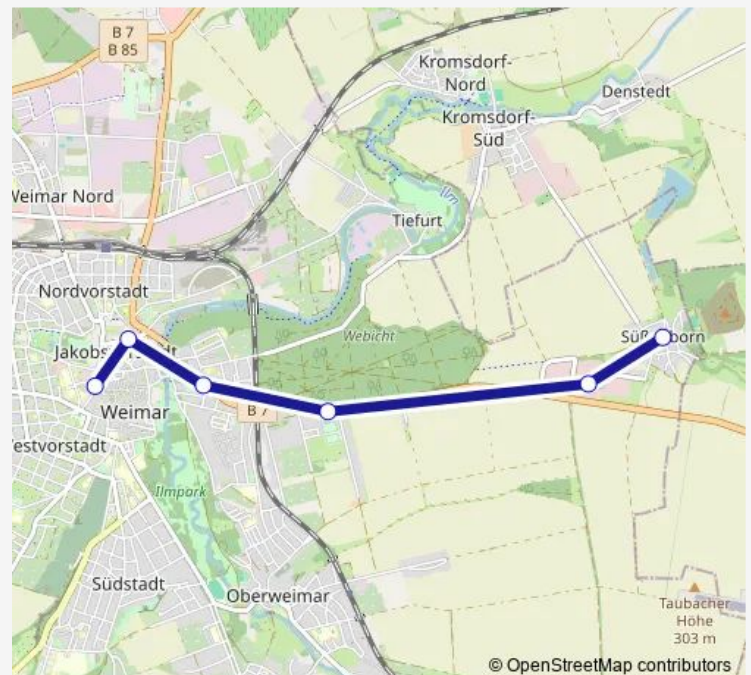 B 7
B 85
Kromsdorf-
Nord
Denstedt
Kromsdorf-
Süd
Weimar Nord
Ilm
Tiefurt
Nordvorstadt
Webicht
Weimar
B 7
estvorstadt
Ilmpark
Südstadt
Oberweimar
Taubacher
Höhe
303 m
© OpenStreetMap contributors